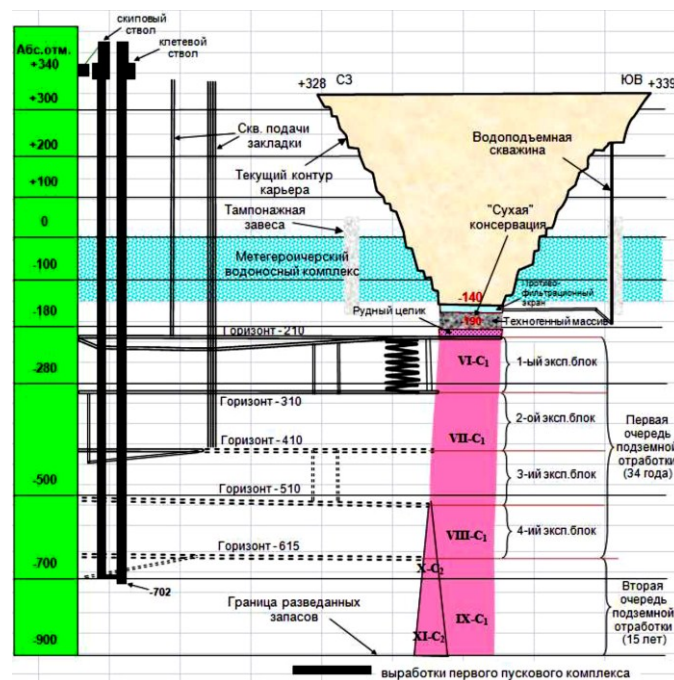 скиповый
ствол
клетевой
ствол
Абс.отм.
+340
+300
+200
+100
0
-100
-180
-280
-500
-700
-900
+328
СЗ
ЮВ
+339
Скв. подачи
закладки
Текущий контур
карьера
Тампонажная
завеса
Метегероичерский
водоносный комплекс
Водоподъемная
скважина
"Сухая"
консервация
-140
Противо-
фильтрационный
экран
Рудный целик
-190
Техногенный массив
Горизонт -210
VI-C₁
1-ый эксп.блок
Горизонт -310
2-ой эксп.блок
Горизонт -410
VII-C₁
Первая
очередь
подземной
отработки
(34 года)
3-ий эксп.блок
Горизонт -510
VIII-C₁
4-ий эксп.блок
Горизонт -615
X-C₂
-702
Граница разведанных
запасов
IX-C₁
XI-C₂
Вторая
очередь
подземной
отработки
(15 лет)
выработки первого пускового комплекса